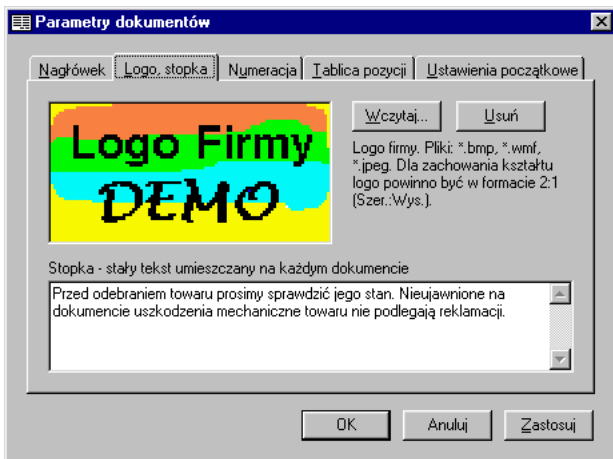 Parametry dokumentów
Nagłówek
Logo, stopka
Numeracja
Tablica pozycji
Ustawienia początkowe
Logo Firmy
DEMO
Wczytaj...
Usuń
Logo firmy. Pliki: *.bmp, *.wmf,
*.jpeg. Dla zachowania kształtu
logo powinno być w formacie 2:1
(Szer.:Wys.).
Stopka - stały tekst umieszczany na każdym dokumencie
Przed odebraniem towaru prosimy sprawdzić jego stan. Nieujawnione na
dokumencie uszkodzenia mechaniczne towaru nie podlegają reklamacji.
OK
Anuluj
Zastosuj